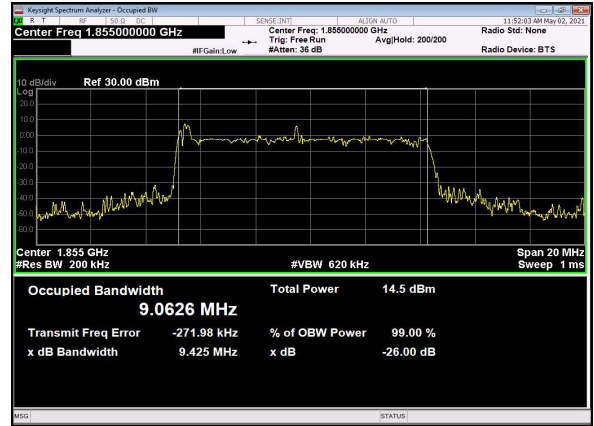 Keysight Spectrum Analyzer - Occupied BW
R T RF 50 Ω DC SENSE:INT ALIGN AUTO 11:52:03 AM May 02, 2021
Center Freq 1.855000000 GHz Center Freq: 1.855000000 GHz Radio Std: None
Trig: Free Run Avg|Hold: 200/200
#IFGain:Low #Atten: 36 dB Radio Device: BTS
10 dB/div Ref 30.00 dBm
Log
20.0
10.0
0.00
-10.0
-20.0
-30.0
-40.0
-50.0
-60.0
Center 1.855 GHz Span 20 MHz
#Res BW 200 kHz #VBW 620 kHz Sweep 1 ms
Occupied Bandwidth Total Power 14.5 dBm
9.0626 MHz
Transmit Freq Error -271.98 kHz % of OBW Power 99.00 %
x dB Bandwidth 9.425 MHz x dB -26.00 dB
MSG STATUS